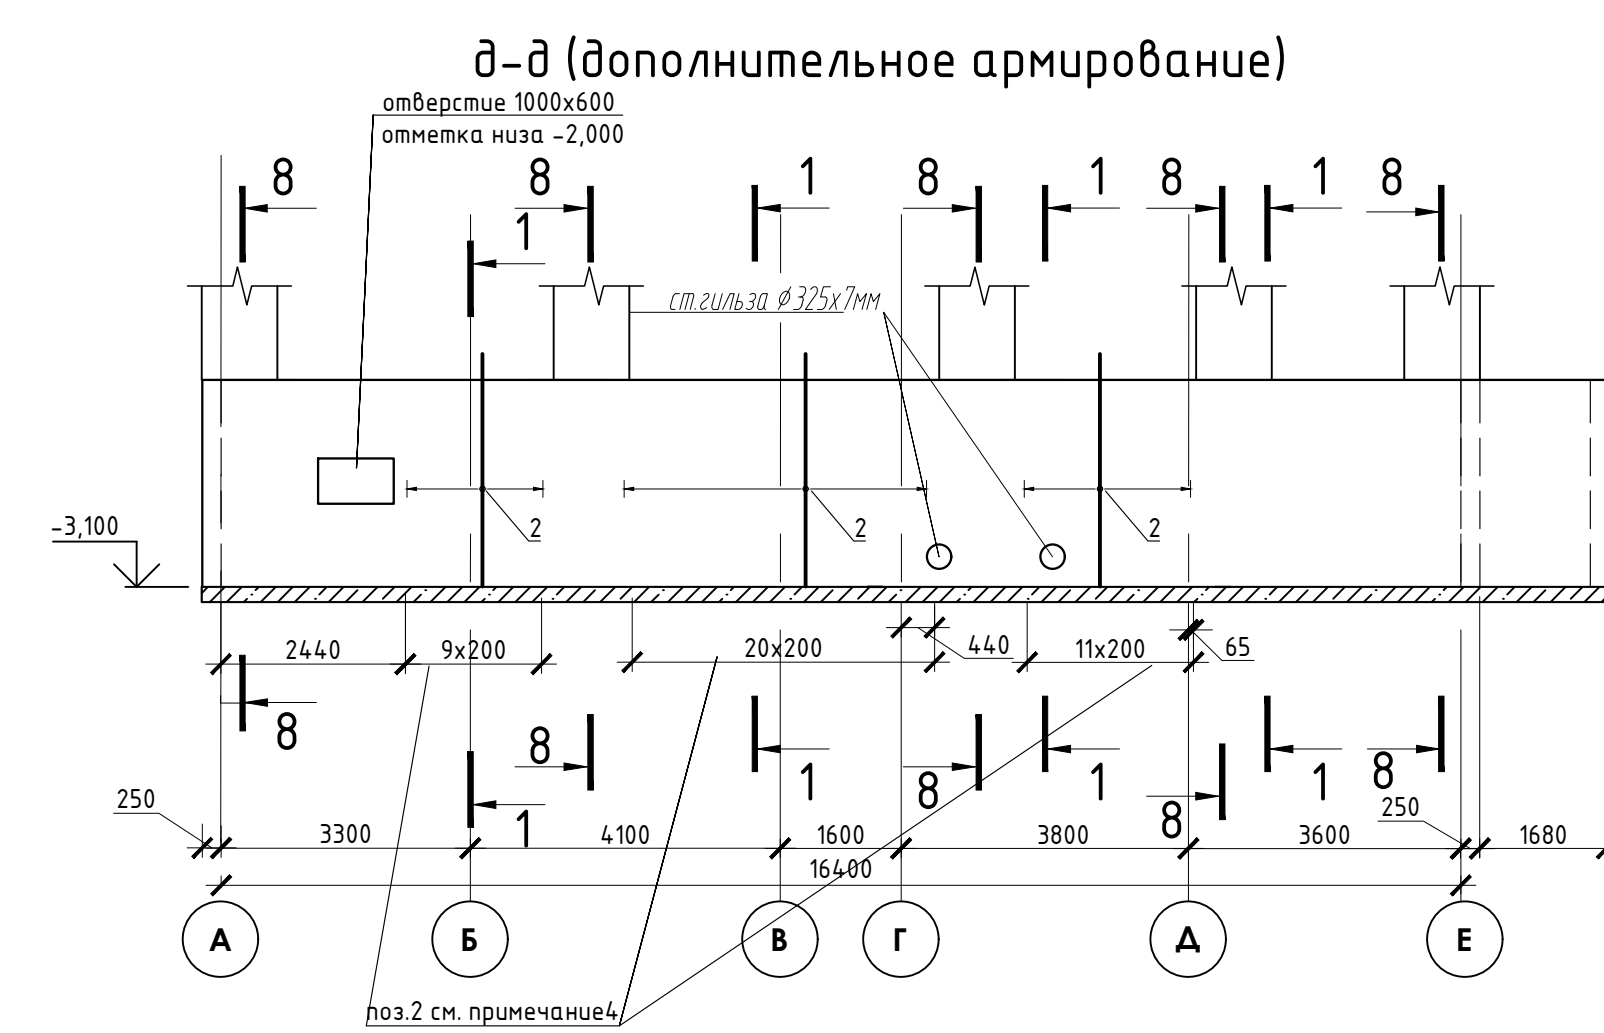 д-д (дополнительное армирование)
отверстие 1000х600
отметка низа -2,000
8 8 1 8 1 8 1 8
1
ст.гильза ϕ325х7мм
2 2 2
-3,100
2440 9х200 20х200 440 11х200 65
8 8 1 8 1 8 1 8
1
250 3300 4100 1600 3800 3600 250 1680
16400
А Б В Г Д Е
поз.2 см. примечание4